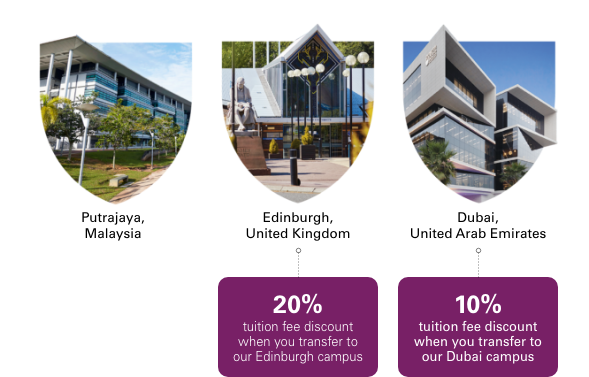 Putrajaya,
Malaysia
Edinburgh,
United Kingdom
Dubai,
United Arab Emirates
20%
tuition fee discount
when you transfer to
our Edinburgh campus
10%
tuition fee discount
when you transfer to
our Dubai campus